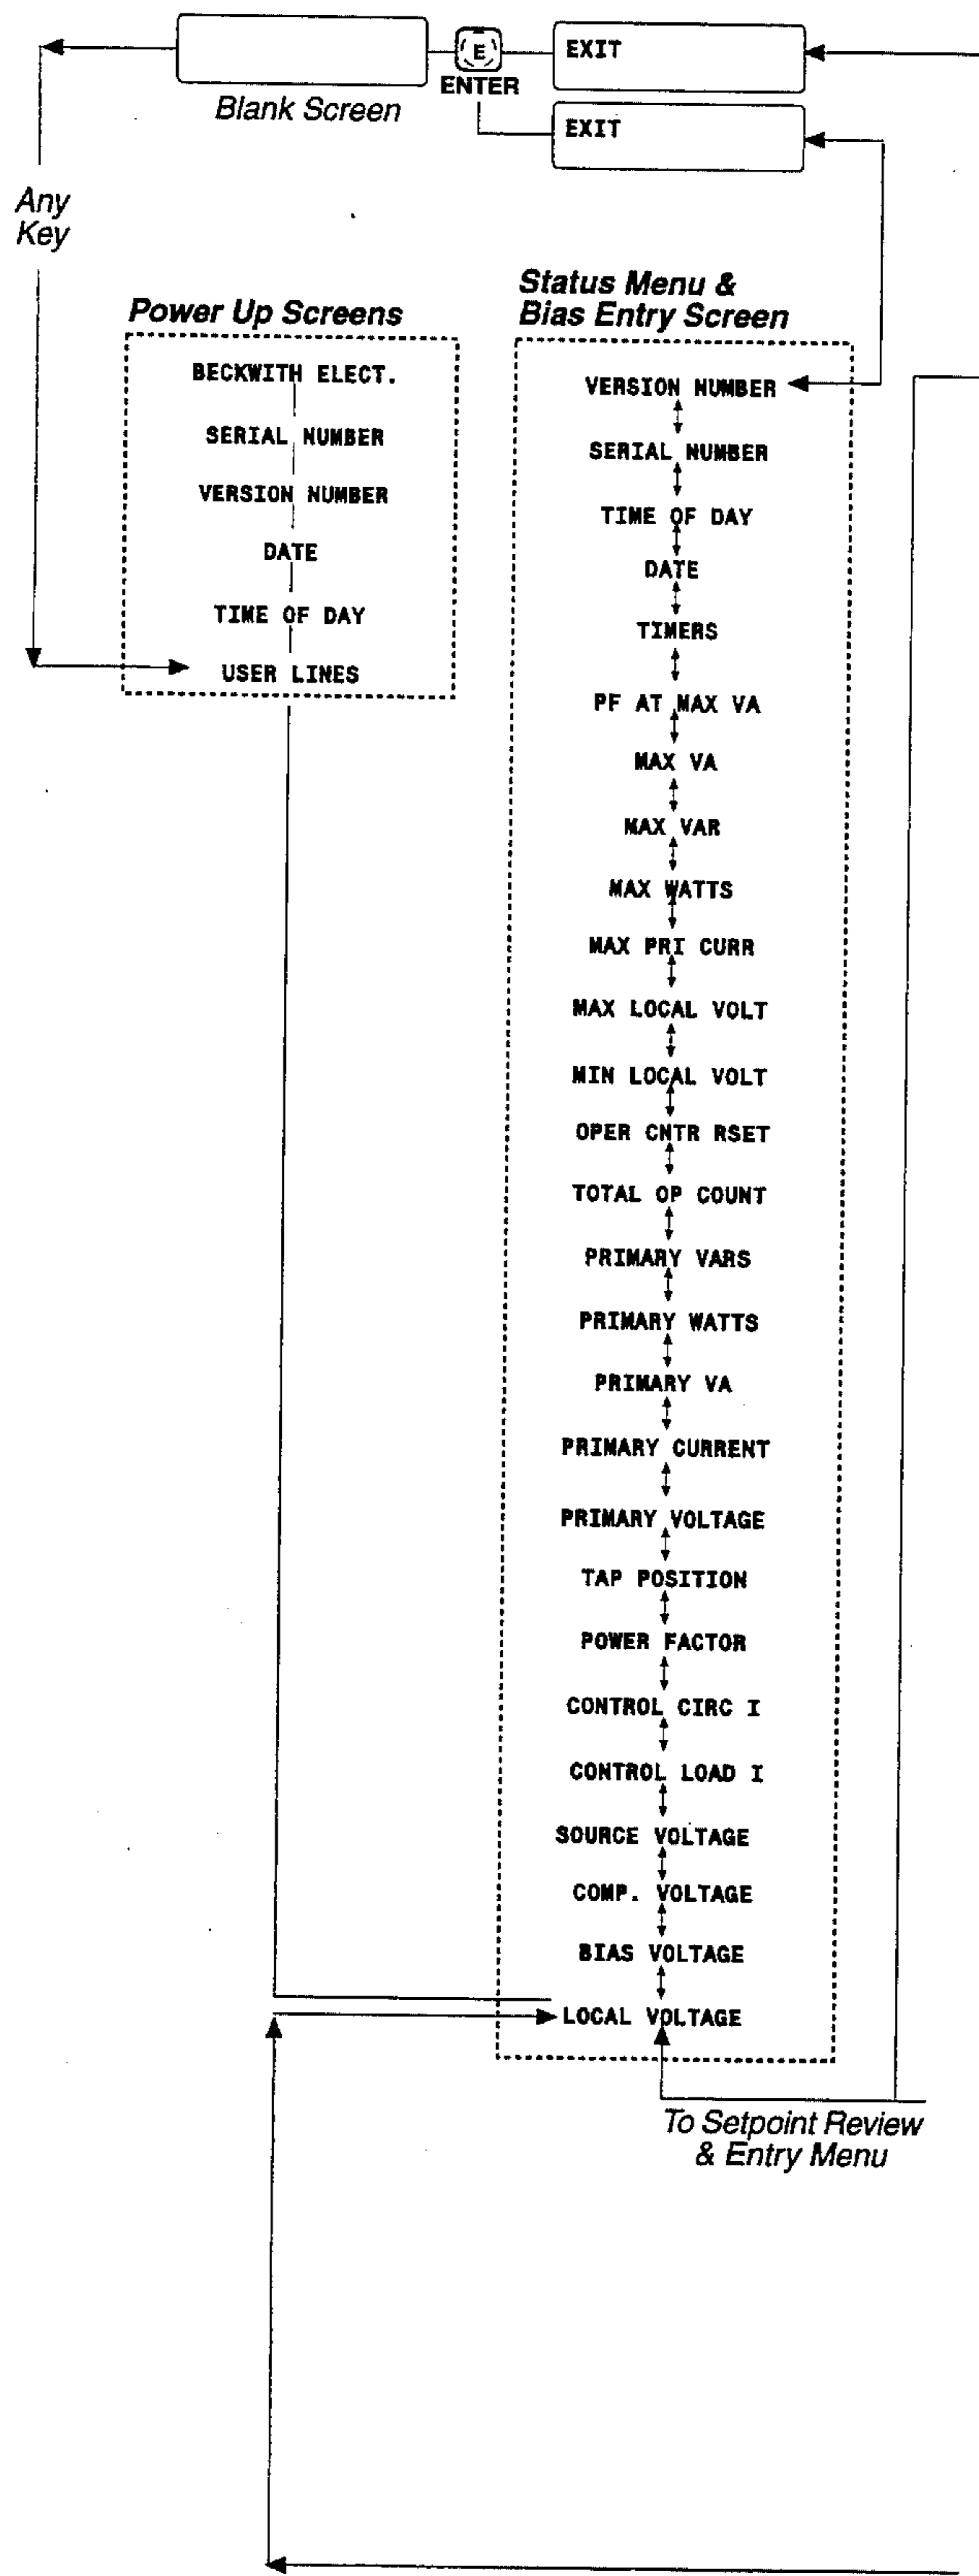 EXIT
E
ENTER
Blank Screen
EXIT
Any
Key
Power Up Screens
BECKWITH ELECT.
SERIAL NUMBER
VERSION NUMBER
DATE
TIME OF DAY
USER LINES
Status Menu &
Bias Entry Screen
VERSION NUMBER
SERIAL NUMBER
TIME OF DAY
DATE
TIMERS
PF AT MAX VA
MAX VA
MAX VAR
MAX WATTS
MAX PRI CURR
MAX LOCAL VOLT
MIN LOCAL VOLT
OPER CNTR RSET
TOTAL OP COUNT
PRIMARY VARS
PRIMARY WATTS
PRIMARY VA
PRIMARY CURRENT
PRIMARY VOLTAGE
TAP POSITION
POWER FACTOR
CONTROL CIRC I
CONTROL LOAD I
SOURCE VOLTAGE
COMP. VOLTAGE
BIAS VOLTAGE
LOCAL VOLTAGE
To Setpoint Review
& Entry Menu